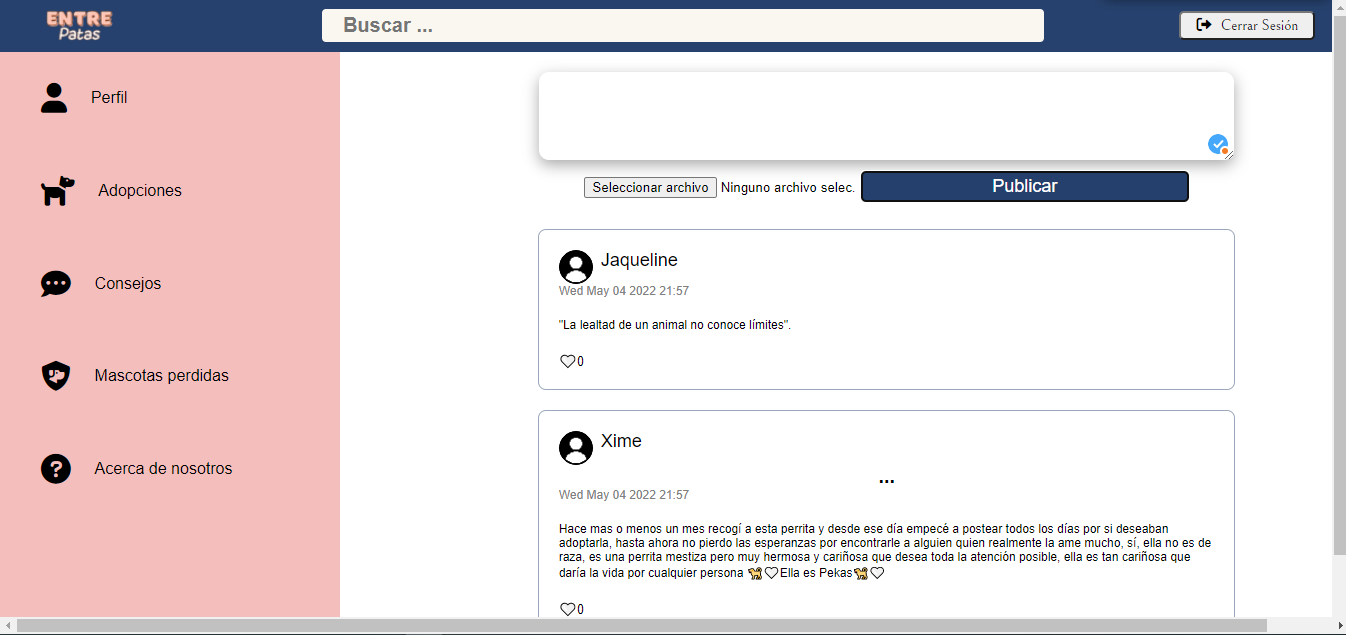 ENTRE
Patas
Buscar ...
Cerrar Sesión
Perfil
Adopciones
Consejos
Mascotas perdidas
Acerca de nosotros
Seleccionar archivo Ninguno archivo selec. Publicar
Jaqueline
Wed May 04 2022 21:57
"La lealtad de un animal no conoce límites".
0
Xime
...
Wed May 04 2022 21:57
Hace mas o menos un mes recogí a esta perrita y desde ese día empecé a postear todos los días por si deseaban
adoptarla, hasta ahora no pierdo las esperanzas por encontrarle a alguien quien realmente la ame mucho, sí, ella no es de
raza, es una perrita mestiza pero muy hermosa y cariñosa que desea toda la atención posible, ella es tan cariñosa que
daría la vida por cualquier persona 🐕♡Ella es Pekas🐕♡
0